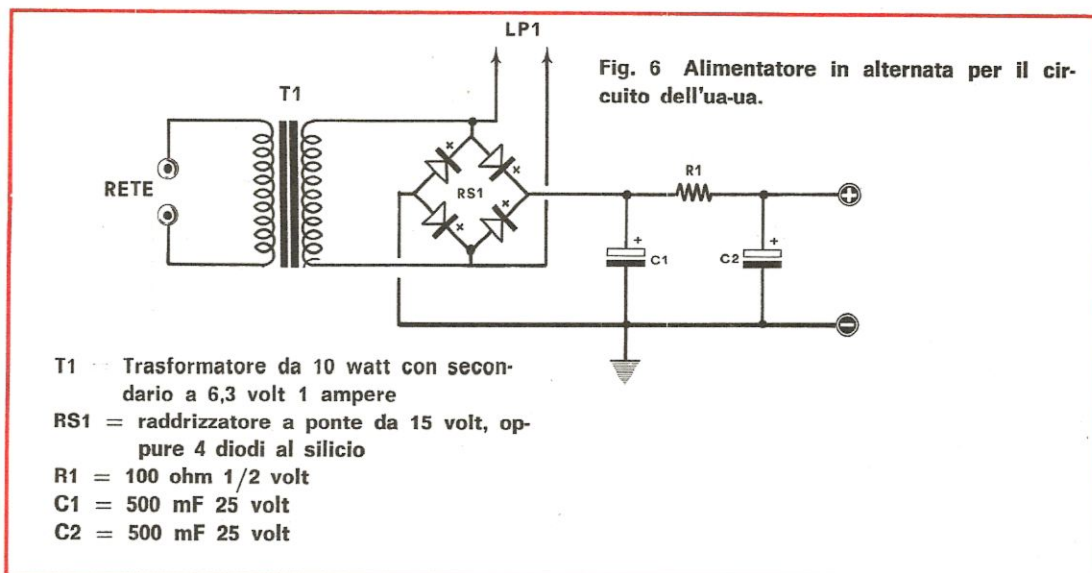 LP1
Fig. 6 Alimentatore in alternata per il cir-
cuito dell'ua-ua.
T1
RETE
RS1
R1
+
C1
+
C2
T1 Trasformatore da 10 watt con secon-
dario a 6,3 volt 1 ampere
RS1 = raddrizzatore a ponte da 15 volt, op-
pure 4 diodi al silicio
R1 = 100 ohm 1/2 volt
C1 = 500 mF 25 volt
C2 = 500 mF 25 volt